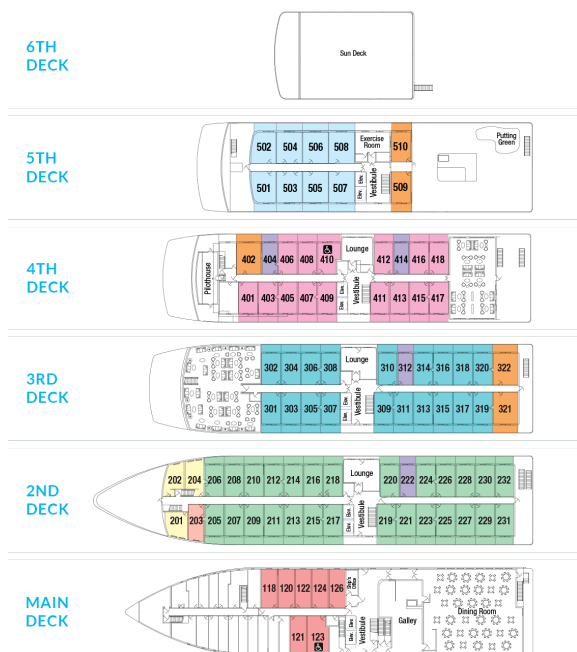 6TH
DECK
Sun Deck
5TH
DECK
502 504 506 508 Exercise
Room 510 Putting
Green
501 503 505 507 Elev. Elev. Vestibule 509
4TH
DECK
Pilothouse
402 404 406 408 410 Lounge 412 414 416 418
401 403 405 407 409 Elev. Elev. Vestibule 411 413 415 417
3RD
DECK
302 304 306 308 Lounge 310 312 314 316 318 320 322
301 303 305 307 Elev. Elev. Vestibule 309 311 313 315 317 319 321
2ND
DECK
202 204 206 208 210 212 214 216 218 Lounge 220 222 224 226 228 230 232
201 203 205 207 209 211 213 215 217 Elev. Elev. Vestibule 219 221 223 225 227 229 231
MAIN
DECK
118 120 122 124 126 Ship's
Office
121 123 Elev. Elev. Vestibule Galley Dining Room